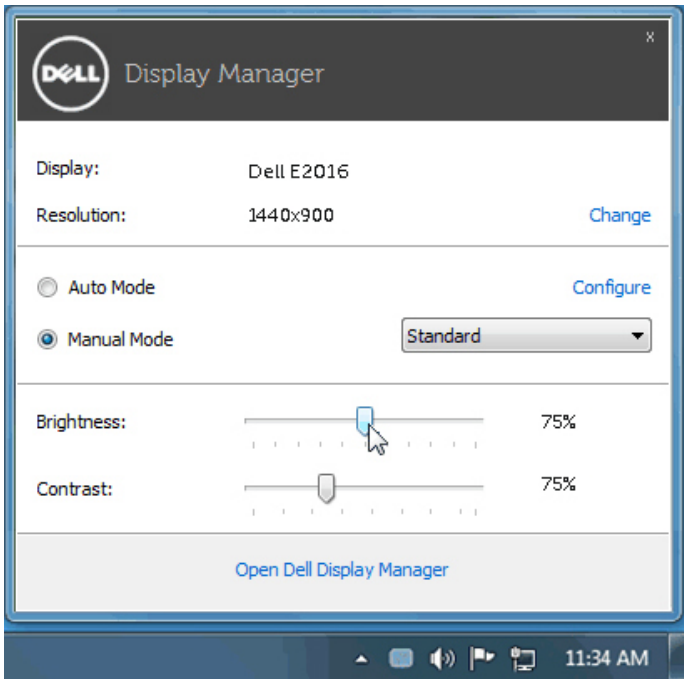 x
DELL Display Manager
Display: Dell E2016
Resolution: 1440x900 Change
Auto Mode Configure
Manual Mode Standard
Brightness: 75%
Contrast: 75%
Open Dell Display Manager
11:34 AM